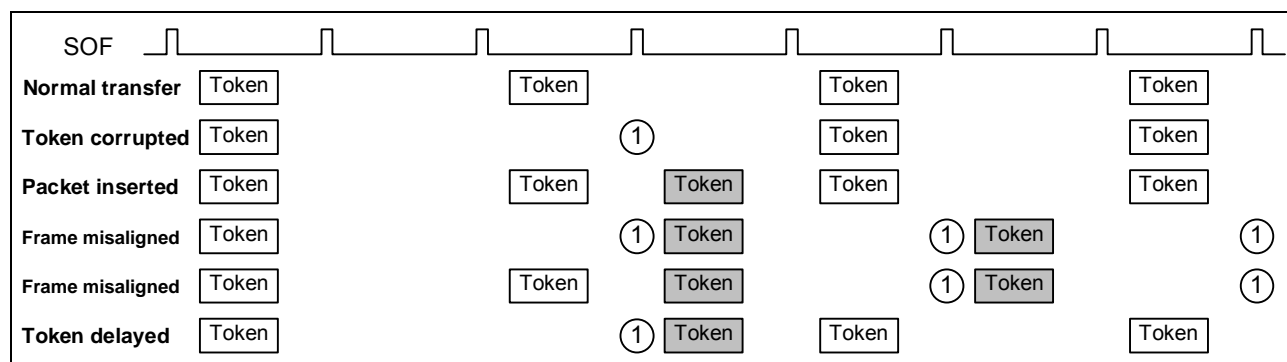 SOF
Normal transfer Token Token Token Token
Token corrupted Token 1 Token Token
Packet inserted Token Token Token Token Token
Frame misaligned Token 1 Token 1 Token 1
Frame misaligned Token Token Token 1 Token 1
Token delayed Token 1 Token Token Token